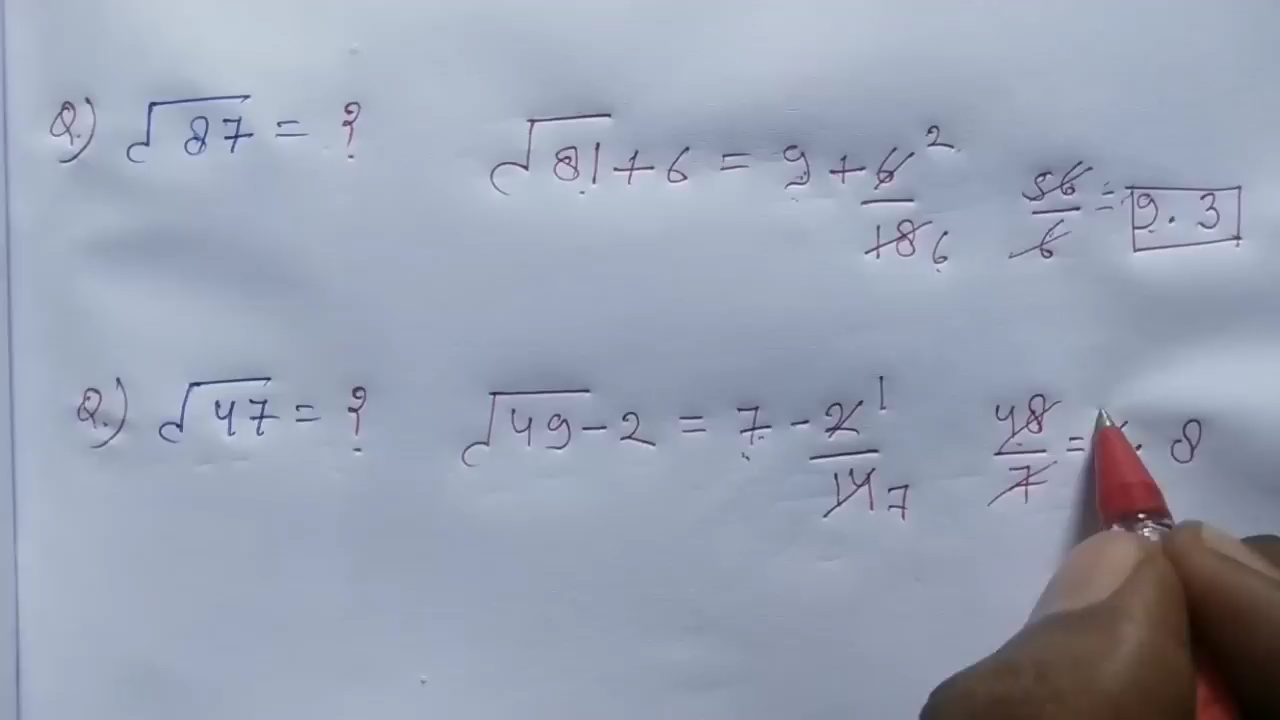 Q.) √87 = ? √81+6 = 9 + 6/18 2 6 56/6 = 9.3
Q.) √47 = ? √49-2 = 7 - 2/14 1 7 48/7 = . 8